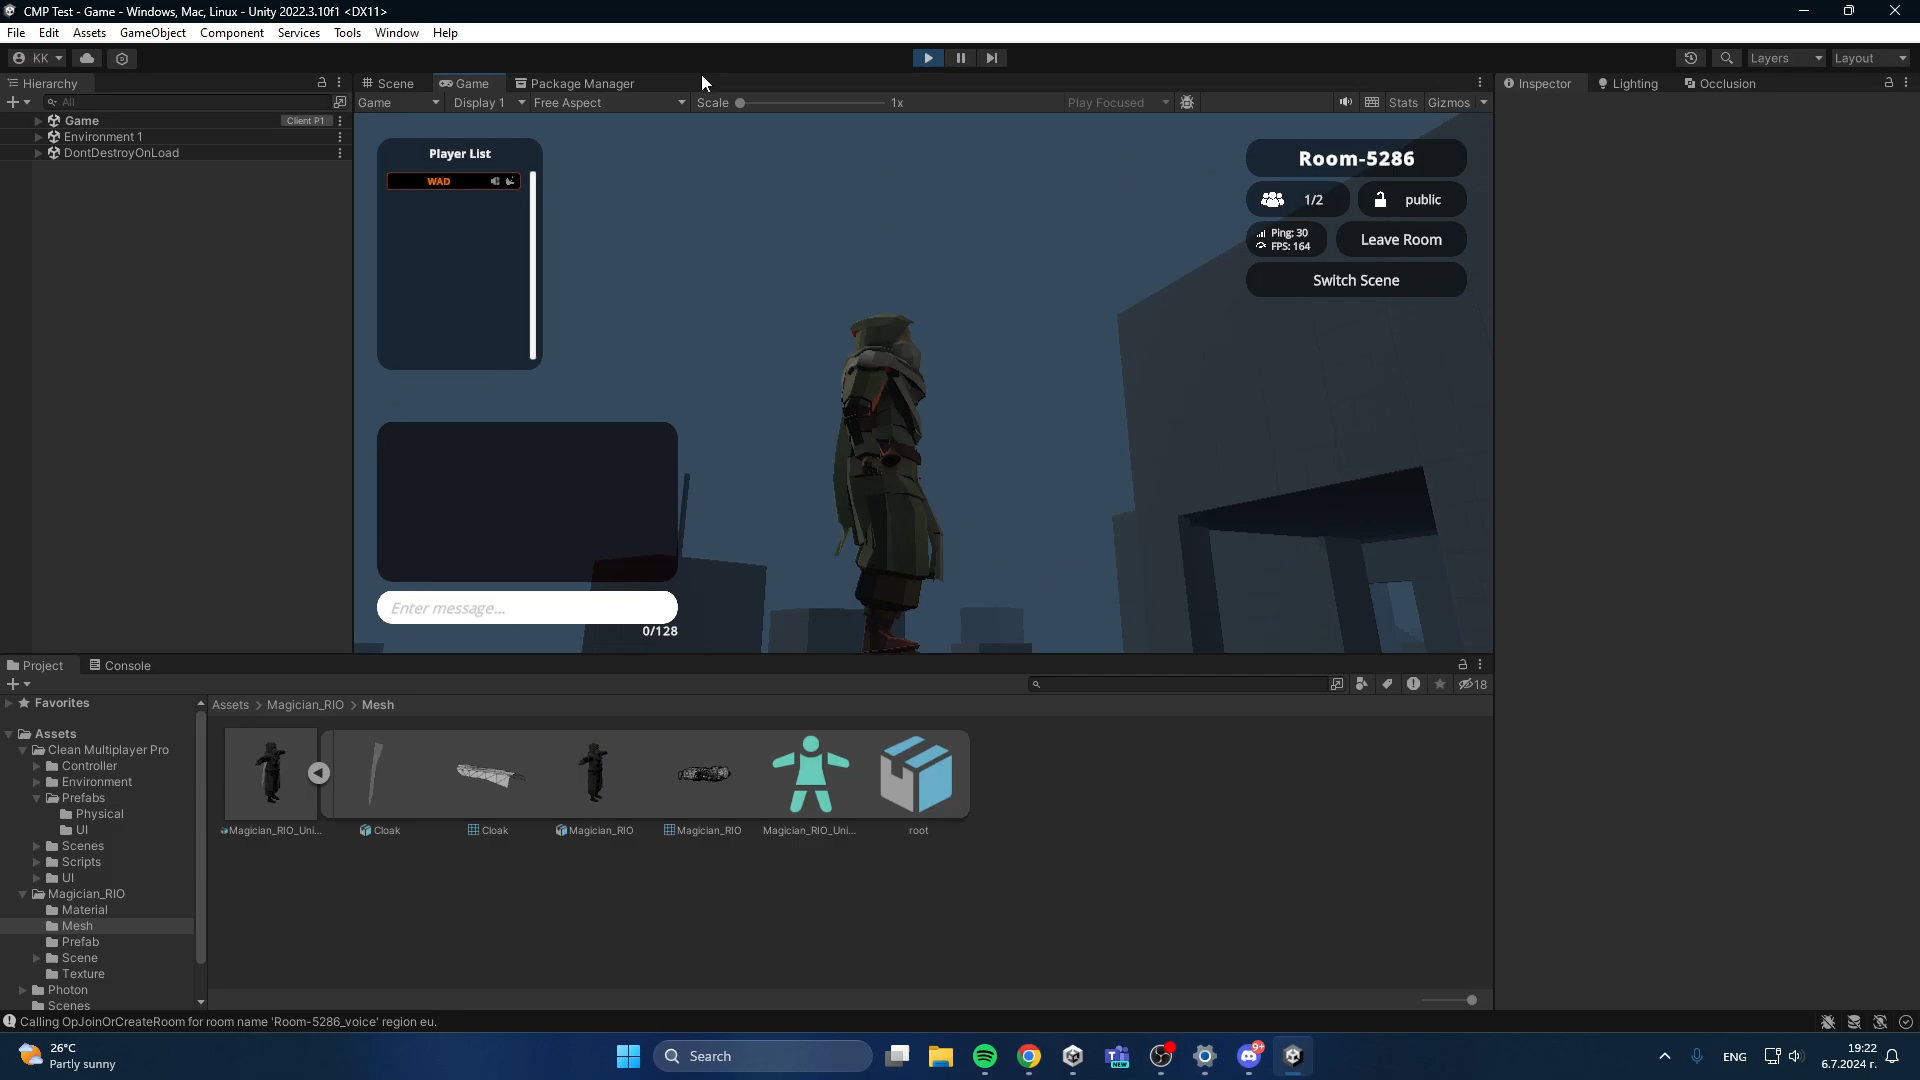 CMP Test - Game - Windows, Mac, Linux - Unity 2022.3.10f1 <DX11>
File Edit Assets GameObject Component Services Tools Window Help
KK
Layers Layout
Hierarchy
All
Game Client P1
Environment 1
DontDestroyOnLoad
Scene Game Package Manager
Game Display 1 Free Aspect Scale 1x Play Focused Stats Gizmos
Inspector Lighting Occlusion
Player List
WAD
Room-5286
1/2 public
Ping: 30
FPS: 164
Leave Room
Switch Scene
Enter message...
0/128
Project Console
18
Favorites
Assets
Clean Multiplayer Pro
Controller
Environment
Prefabs
Physical
UI
Scenes
Scripts
UI
Magician_RIO
Material
Mesh
Prefab
Scene
Texture
Photon
Scenes
Assets > Magician_RIO > Mesh
Magician_RIO_Uni... Cloak Cloak Magician_RIO Magician_RIO Magician_RIO_Uni... root
Calling OpJoinOrCreateRoom for room name 'Room-5286_voice' region eu.
26°C
Partly sunny
Search
NEW
9+
ENG
19:22
6.7.2024 г.